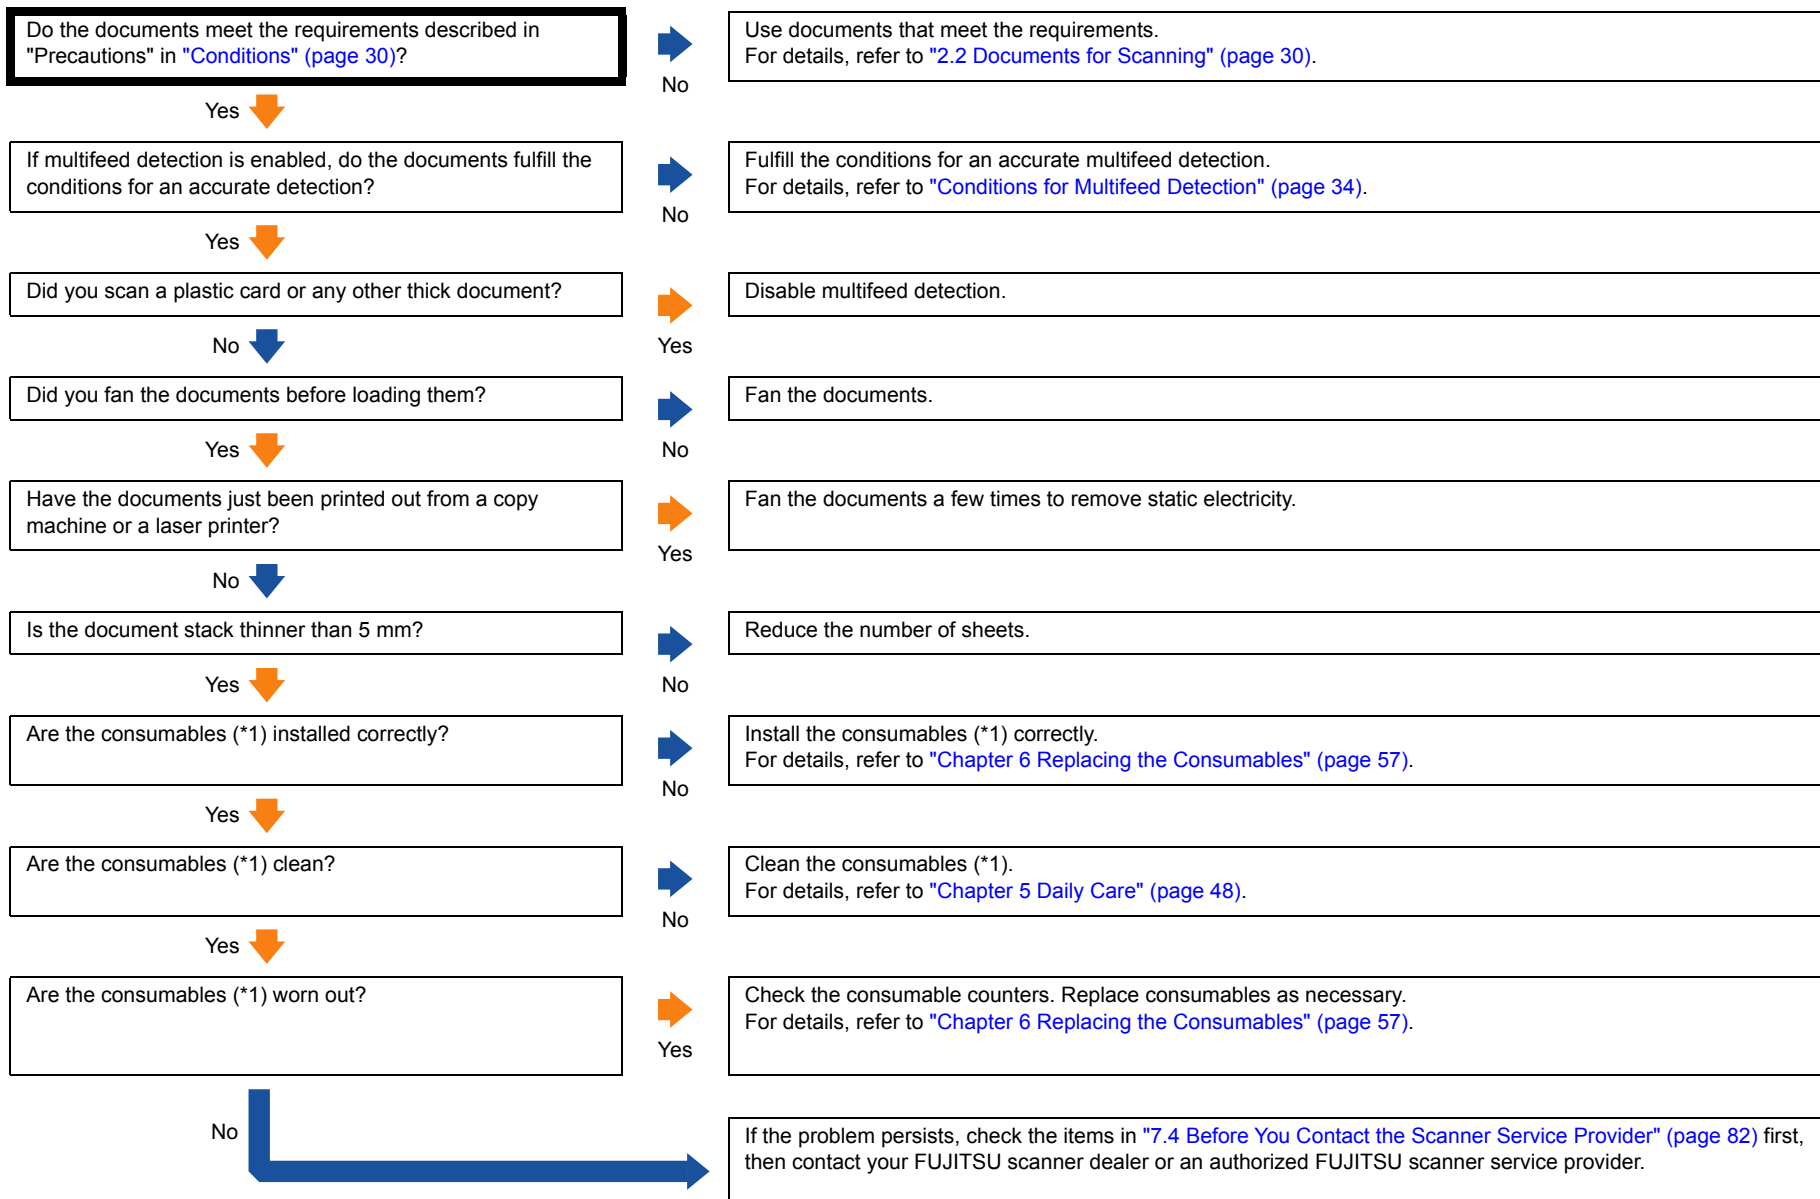 Do the documents meet the requirements described in
"Precautions" in "Conditions" (page 30)?
No
Use documents that meet the requirements.
For details, refer to "2.2 Documents for Scanning" (page 30).
Yes
If multifeed detection is enabled, do the documents fulfill the
conditions for an accurate detection?
No
Fulfill the conditions for an accurate multifeed detection.
For details, refer to "Conditions for Multifeed Detection" (page 34).
Yes
Did you scan a plastic card or any other thick document?
Yes
Disable multifeed detection.
No
Did you fan the documents before loading them?
No
Fan the documents.
Yes
Have the documents just been printed out from a copy
machine or a laser printer?
Yes
Fan the documents a few times to remove static electricity.
No
Is the document stack thinner than 5 mm?
No
Reduce the number of sheets.
Yes
Are the consumables (*1) installed correctly?
No
Install the consumables (*1) correctly.
For details, refer to "Chapter 6 Replacing the Consumables" (page 57).
Yes
Are the consumables (*1) clean?
No
Clean the consumables (*1).
For details, refer to "Chapter 5 Daily Care" (page 48).
Yes
Are the consumables (*1) worn out?
Yes
Check the consumable counters. Replace consumables as necessary.
For details, refer to "Chapter 6 Replacing the Consumables" (page 57).
No
If the problem persists, check the items in "7.4 Before You Contact the Scanner Service Provider" (page 82) first,
then contact your FUJITSU scanner dealer or an authorized FUJITSU scanner service provider.